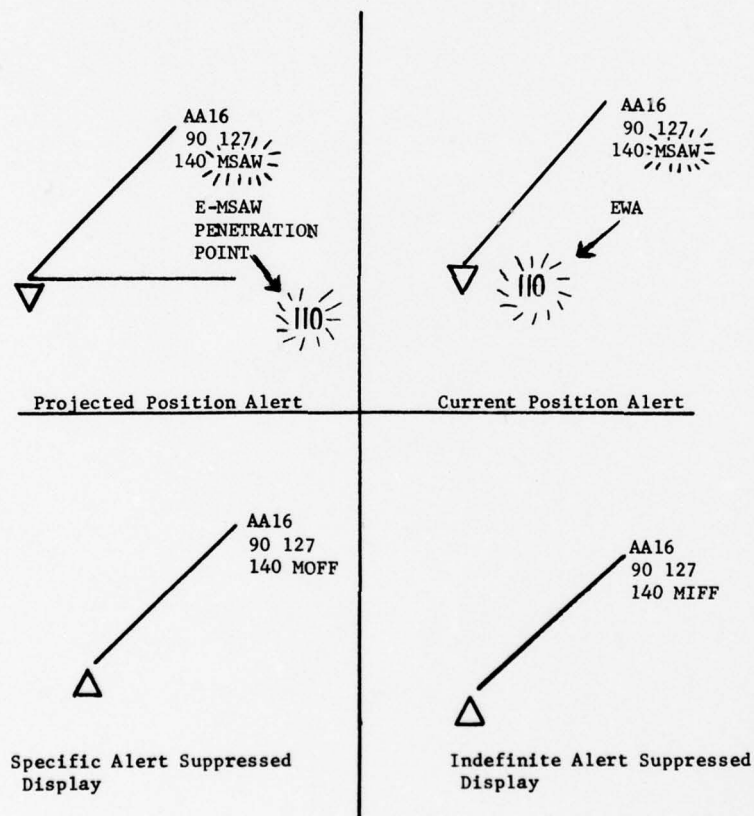 AA16
90 127
140 MSAW
E-MSAW
PENETRATION
POINT
110
Projected Position Alert
AA16
90 127
140 MSAW
EWA
110
Current Position Alert
AA16
90 127
140 MOFF
Specific Alert Suppressed
Display
AA16
90 127
140 MIFF
Indefinite Alert Suppressed
Display